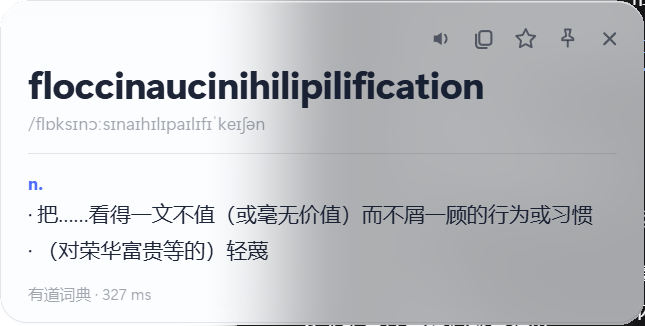 floccinaucinihilipilification
/flɒksɪnɔːsɪnaɪhɪlɪpaɪlɪfɪˈkeɪʃən
n.
· 把……看得一文不值（或毫无价值）而不屑一顾的行为或习惯
· （对荣华富贵等的）轻蔑
有道词典 · 327 ms